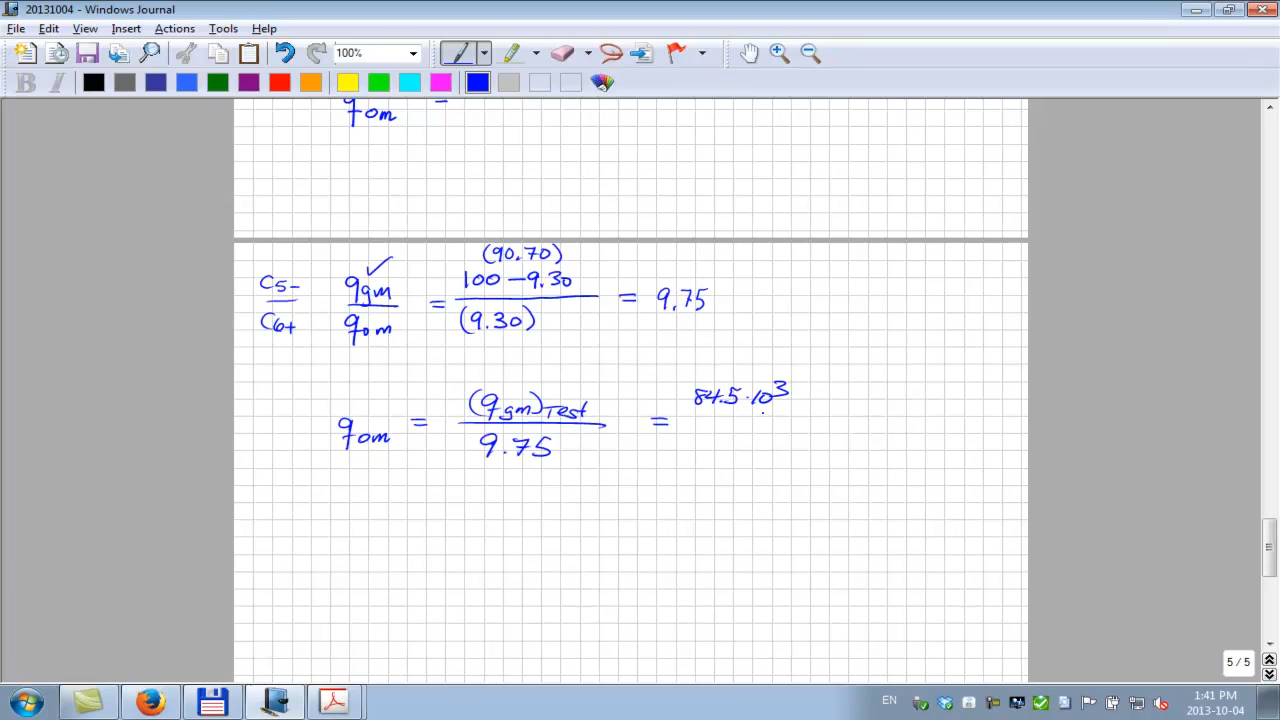 20131004 - Windows Journal
File Edit View Insert Actions Tools Help
100%
B I
qom =
(90.70)
C5- qgm = 100 - 9.30 = 9.75
C6+ qom (9.30)
qom = (qgm)Test = 84.5·10³
9.75
5 / 5
EN 1:41 PM
2013-10-04